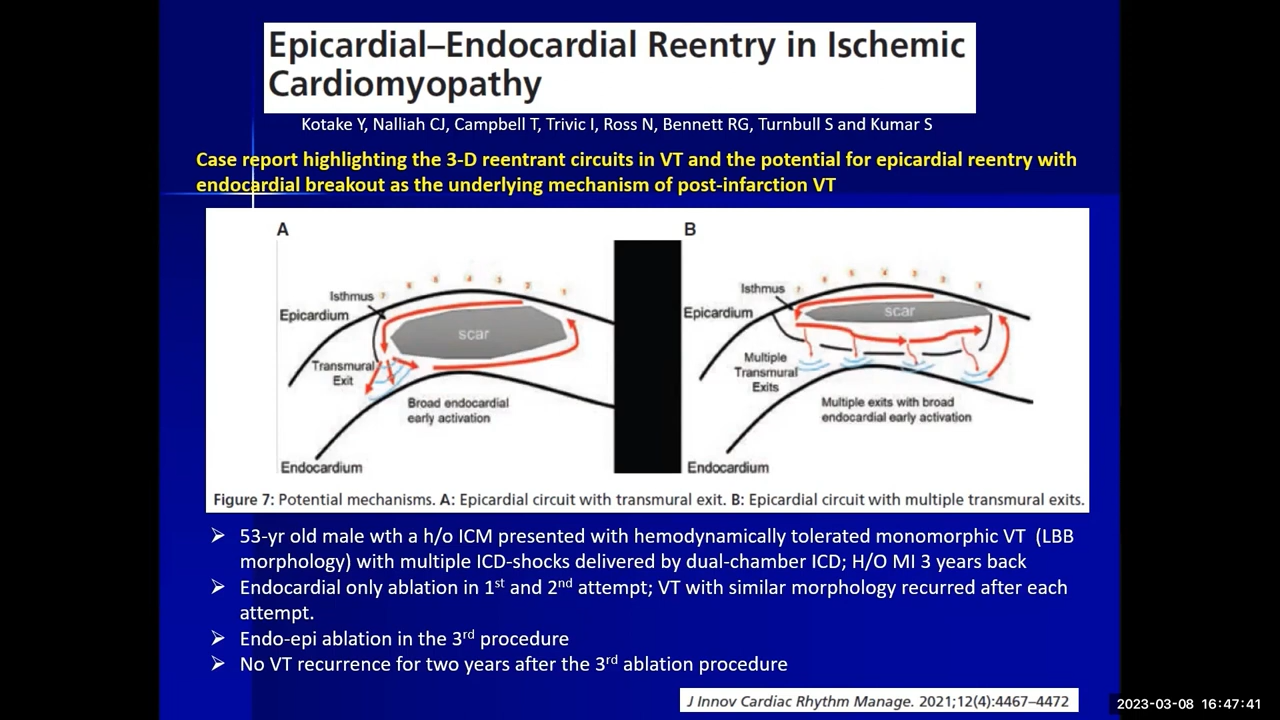 Epicardial–Endocardial Reentry in Ischemic
Cardiomyopathy
Kotake Y, Nalliah CJ, Campbell T, Trivic I, Ross N, Bennett RG, Turnbull S and Kumar S
Case report highlighting the 3-D reentrant circuits in VT and the potential for epicardial reentry with
endocardial breakout as the underlying mechanism of post-infarction VT
A
Isthmus
Epicardium
scar
Transmural
Exit
Broad endocardial
early activation
Endocardium
B
Isthmus
Epicardium
scar
Multiple
Transmural
Exits
Multiple exits with broad
endocardial early activation
Endocardium
Figure 7: Potential mechanisms. A: Epicardial circuit with transmural exit. B: Epicardial circuit with multiple transmural exits.
➢ 53-yr old male wth a h/o ICM presented with hemodynamically tolerated monomorphic VT (LBB
morphology) with multiple ICD-shocks delivered by dual-chamber ICD; H/O MI 3 years back
➢ Endocardial only ablation in 1st and 2nd attempt; VT with similar morphology recurred after each
attempt.
➢ Endo-epi ablation in the 3rd procedure
➢ No VT recurrence for two years after the 3rd ablation procedure
J Innov Cardiac Rhythm Manage. 2021;12(4):4467–4472
2023-03-08 16:47:41